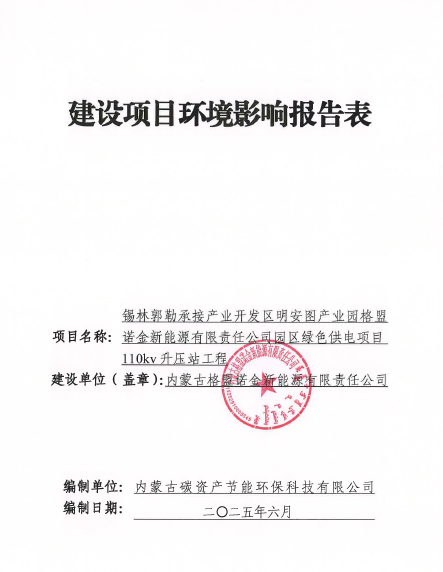 建设项目环境影响报告表
锡林郭勒承接产业开发区明安图产业园格盟
项目名称：诺金新能源有限责任公司园区绿色供电项目
110kv 升压站工程
建设单位（盖章）：内蒙古格盟诺金新能源有限责任公司
编制单位：内蒙古碳资产节能环保科技有限公司
编制日期：二〇二五年六月